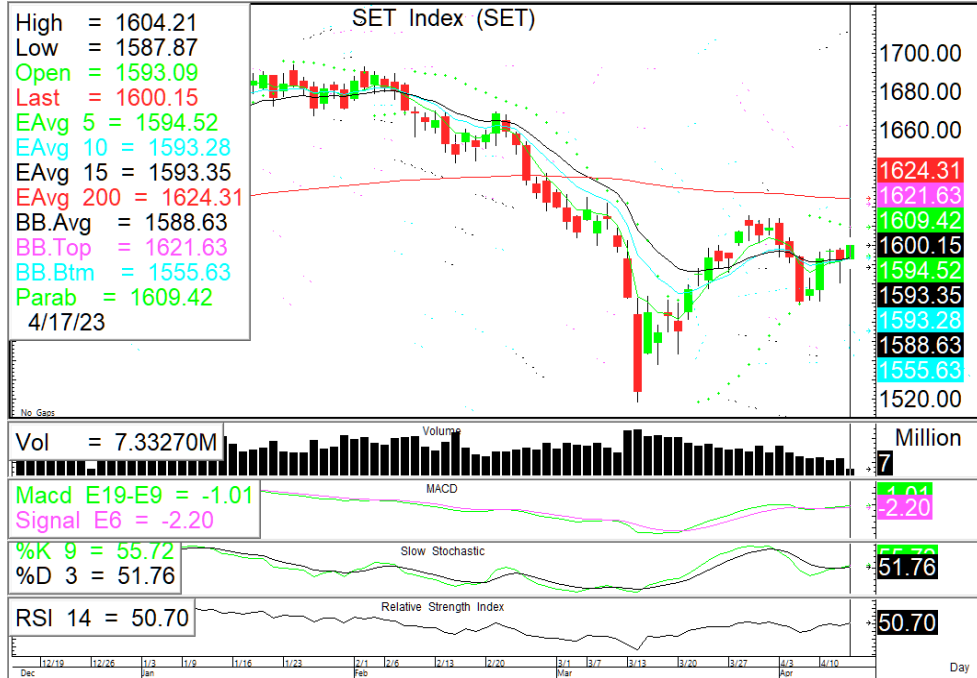 SET Index (SET)
High = 1604.21
Low = 1587.87
Open = 1593.09
Last = 1600.15
EAvg 5 = 1594.52
EAvg 10 = 1593.28
EAvg 15 = 1593.35
EAvg 200 = 1624.31
BB.Avg = 1588.63
BB.Top = 1621.63
BB.Btm = 1555.63
Parab = 1609.42
4/17/23
1700.00
1680.00
1660.00
1624.31
1621.63
1609.42
1600.15
1594.52
1593.35
1593.28
1588.63
1555.63
1520.00
No Gaps
Vol = 7.33270M
Volume
Million
7
Macd E19-E9 = -1.01
Signal E6 = -2.20
MACD
-1.01
-2.20
%K 9 = 55.72
%D 3 = 51.76
Slow Stochastic
55.72
51.76
RSI 14 = 50.70
Relative Strength Index
50.70
12/19 12/26 1/3 1/9 1/16 1/23 2/1 2/6 2/13 2/20 3/1 3/7 3/13 3/20 3/27 4/3 4/10
Dec Jan Feb Mar Apr Day